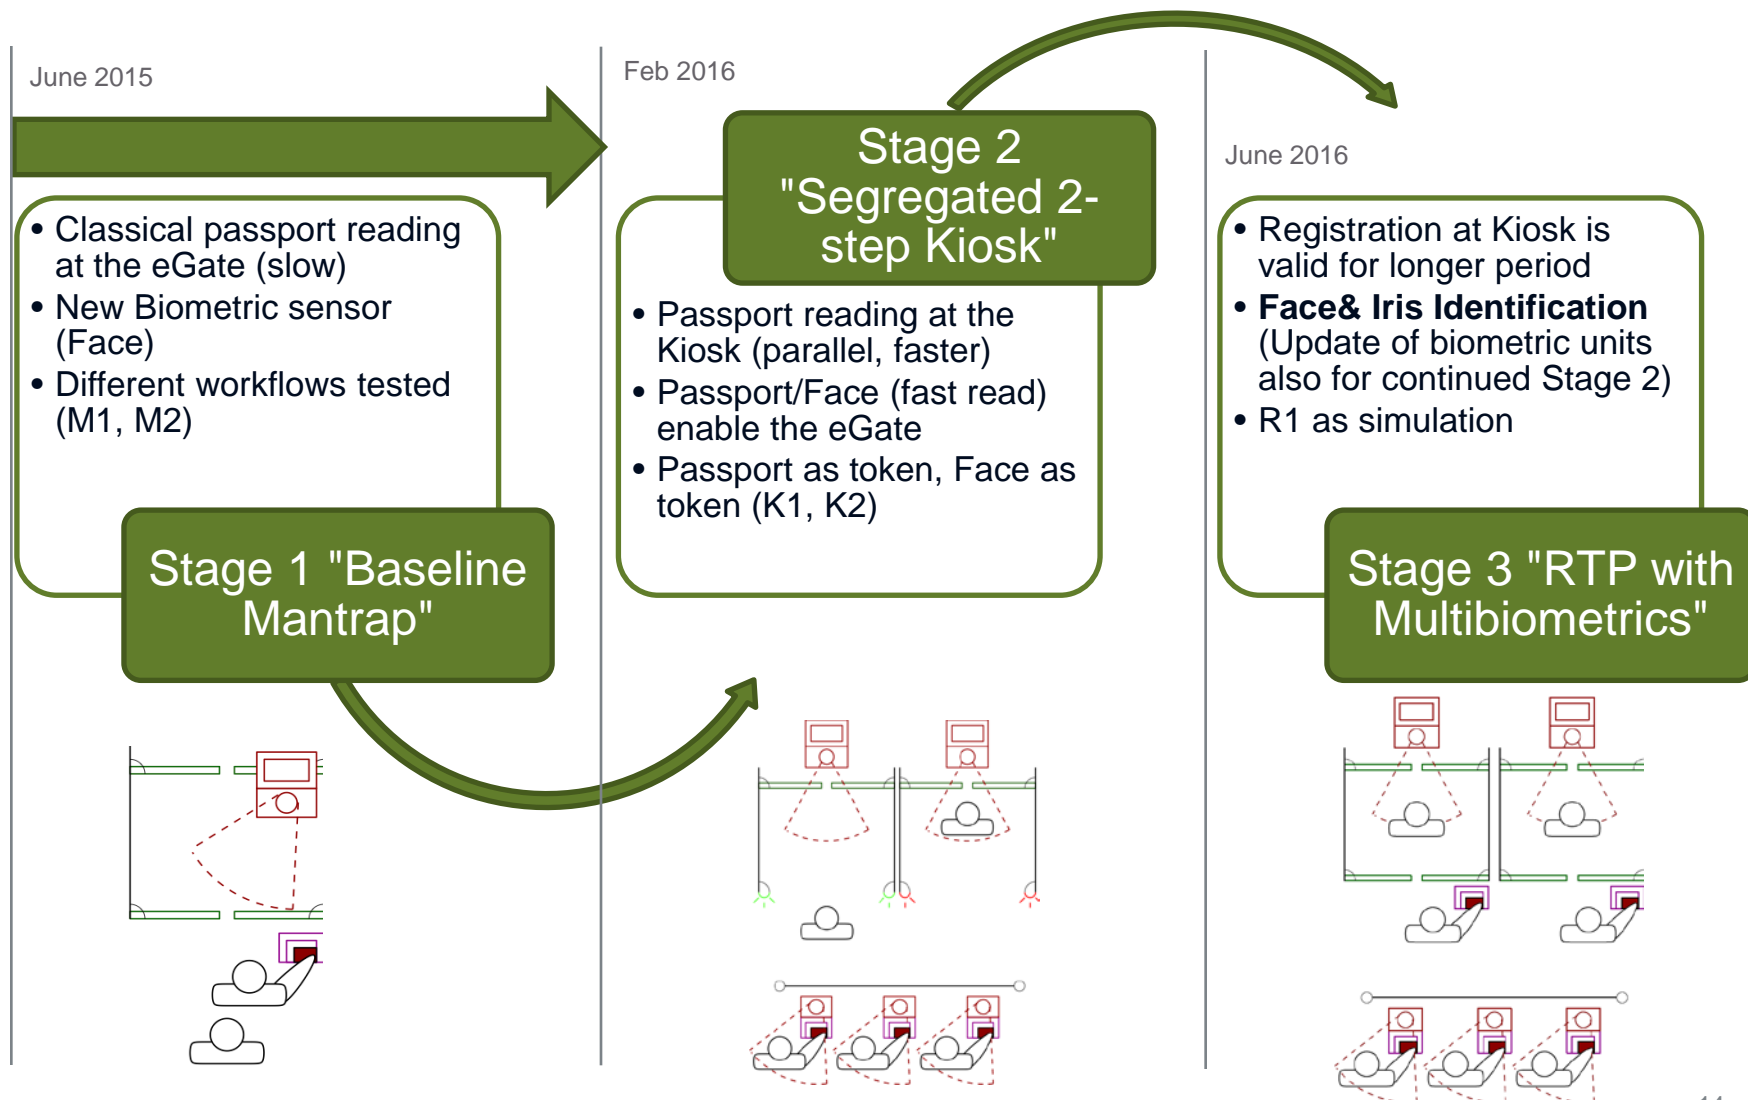 June 2015
• Classical passport reading
at the eGate (slow)
• New Biometric sensor
(Face)
• Different workflows tested
(M1, M2)
Stage 1 "Baseline
Mantrap"
Feb 2016
Stage 2
"Segregated 2-
step Kiosk"
• Passport reading at the
Kiosk (parallel, faster)
• Passport/Face (fast read)
enable the eGate
• Passport as token, Face as
token (K1, K2)
June 2016
• Registration at Kiosk is
valid for longer period
• Face& Iris Identification
(Update of biometric units
also for continued Stage 2)
• R1 as simulation
Stage 3 "RTP with
Multibiometrics"